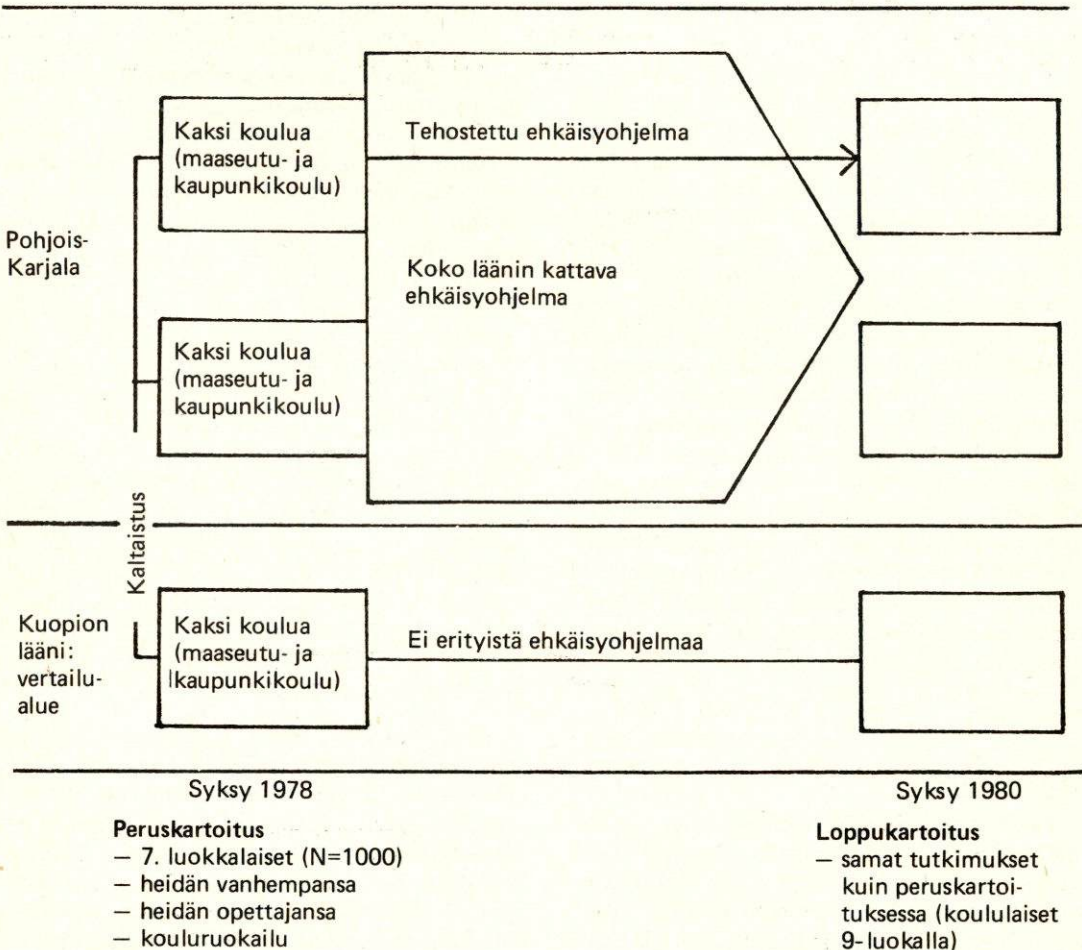 Kaksi koulua
(maaseutu- ja
kaupunkikoulu)
Tehostettu ehkäisyohjelma
Pohjois-
Karjala
Koko läänin kattava
ehkäisyohjelma
Kaksi koulua
(maaseutu- ja
kaupunkikoulu)
Kaltaistus
Kuopion
lääni:
vertailu-
alue
Kaksi koulua
(maaseutu- ja
kaupunkikoulu)
Ei erityistä ehkäisyohjelmaa
Syksy 1978
Peruskartoitus
– 7. luokkalaiset (N=1000)
– heidän vanhempansa
– heidän opettajansa
– kouluruokailu
Syksy 1980
Loppukartoitus
– samat tutkimukset
kuin peruskartoi-
tuksessa (koululaiset
9-luokalla)